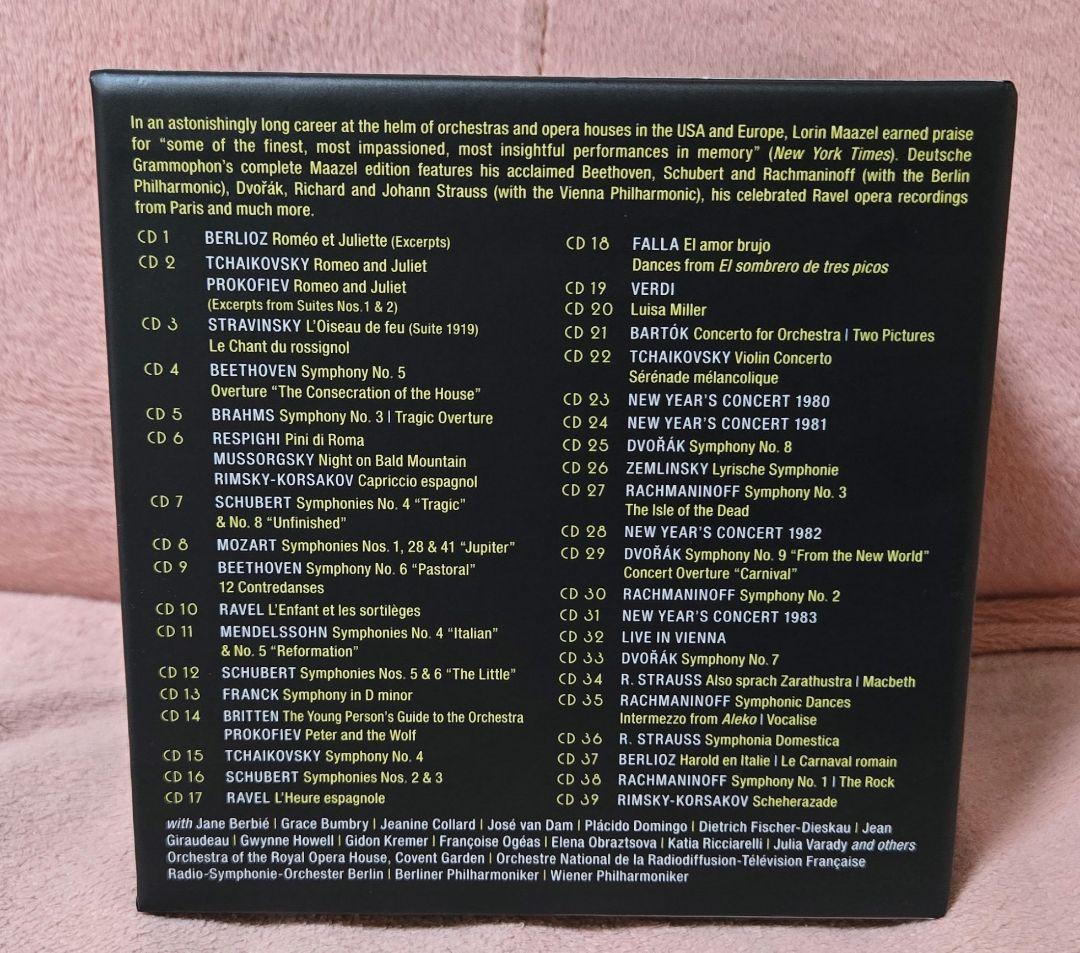 In an astonishingly long career at the helm of orchestras and opera houses in the USA and Europe, Lorin Maazel earned praise
for “some of the finest, most impassioned, most insightful performances in memory” (New York Times). Deutsche
Grammophon’s complete Maazel edition features his acclaimed Beethoven, Schubert and Rachmaninoff (with the Berlin
Philharmonic), Dvořák, Richard and Johann Strauss (with the Vienna Philharmonic), his celebrated Ravel opera recordings
from Paris and much more.
CD 1 BERLIOZ Roméo et Juliette (Excerpts)
CD 2 TCHAIKOVSKY Romeo and Juliet
PROKOFIEV Romeo and Juliet
(Excerpts from Suites Nos. 1 & 2)
CD 3 STRAVINSKY L’Oiseau de feu (Suite 1919)
Le Chant du rossignol
CD 4 BEETHOVEN Symphony No. 5
Overture “The Consecration of the House”
CD 5 BRAHMS Symphony No. 3 | Tragic Overture
CD 6 RESPIGHI Pini di Roma
MUSSORGSKY Night on Bald Mountain
RIMSKY-KORSAKOV Capriccio espagnol
CD 7 SCHUBERT Symphonies No. 4 “Tragic”
& No. 8 “Unfinished”
CD 8 MOZART Symphonies Nos. 1, 28 & 41 “Jupiter”
CD 9 BEETHOVEN Symphony No. 6 “Pastoral”
12 Contredanses
CD 10 RAVEL L’Enfant et les sortilèges
CD 11 MENDELSSOHN Symphonies No. 4 “Italian”
& No. 5 “Reformation”
CD 12 SCHUBERT Symphonies Nos. 5 & 6 “The Little”
CD 13 FRANCK Symphony in D minor
CD 14 BRITTEN The Young Person’s Guide to the Orchestra
PROKOFIEV Peter and the Wolf
CD 15 TCHAIKOVSKY Symphony No. 4
CD 16 SCHUBERT Symphonies Nos. 2 & 3
CD 17 RAVEL L’Heure espagnole
CD 18 FALLA El amor brujo
Dances from El sombrero de tres picos
CD 19 VERDI
CD 20 Luisa Miller
CD 21 BARTÓK Concerto for Orchestra | Two Pictures
CD 22 TCHAIKOVSKY Violin Concerto
Sérénade mélancolique
CD 23 NEW YEAR’S CONCERT 1980
CD 24 NEW YEAR’S CONCERT 1981
CD 25 DVOŘÁK Symphony No. 8
CD 26 ZEMLINSKY Lyrische Symphonie
CD 27 RACHMANINOFF Symphony No. 3
The Isle of the Dead
CD 28 NEW YEAR’S CONCERT 1982
CD 29 DVOŘÁK Symphony No. 9 “From the New World”
Concert Overture “Carnival”
CD 30 RACHMANINOFF Symphony No. 2
CD 31 NEW YEAR’S CONCERT 1983
CD 32 LIVE IN VIENNA
CD 33 DVOŘÁK Symphony No. 7
CD 34 R. STRAUSS Also sprach Zarathustra | Macbeth
CD 35 RACHMANINOFF Symphonic Dances
Intermezzo from Aleko | Vocalise
CD 36 R. STRAUSS Symphonia Domestica
CD 37 BERLIOZ Harold en Italie | Le Carnaval romain
CD 38 RACHMANINOFF Symphony No. 1 | The Rock
CD 39 RIMSKY-KORSAKOV Scheherazade
with Jane Berbié | Grace Bumbry | Jeanine Collard | José van Dam | Plácido Domingo | Dietrich Fischer-Dieskau | Jean
Giraudeau | Gwynne Howell | Gidon Kremer | Françoise Ogéas | Elena Obraztsova | Katia Ricciarelli | Julia Varady and others
Orchestra of the Royal Opera House, Covent Garden | Orchestre National de la Radiodiffusion-Télévision Française
Radio-Symphonie-Orchester Berlin | Berliner Philharmoniker | Wiener Philharmoniker